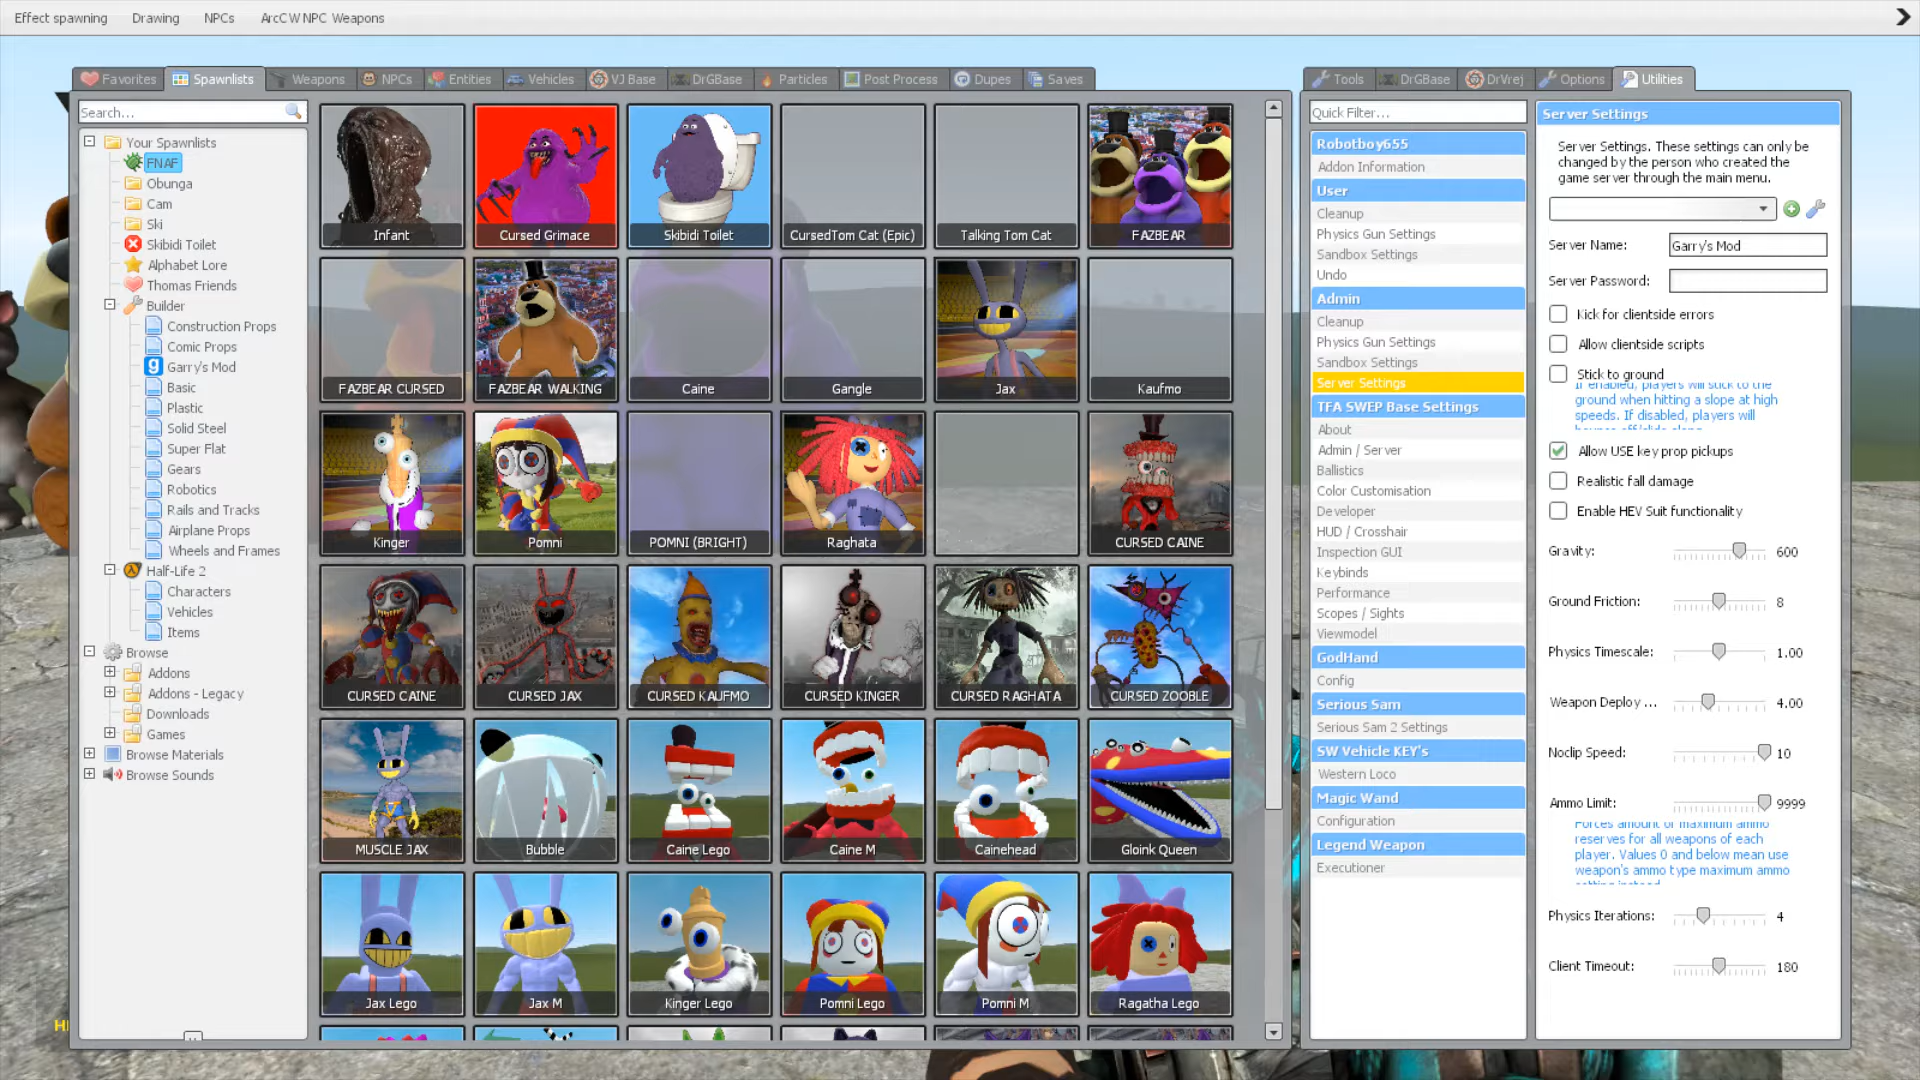 Effect spawning Drawing NPCs ArcCW NPC Weapons
Favorites Spawnlists Weapons NPCs Entities Vehicles VJ Base DrGBase Particles Post Process Dupes Saves
Search...
Your Spawnlists
FNAF
Obunga
Cam
Ski
Skibidi Toilet
Alphabet Lore
Thomas Friends
Builder
Construction Props
Comic Props
Garry's Mod
Basic
Plastic
Solid Steel
Super Flat
Gears
Robotics
Rails and Tracks
Airplane Props
Wheels and Frames
Half-Life 2
Characters
Vehicles
Items
Browse
Addons
Addons - Legacy
Downloads
Games
Browse Materials
Browse Sounds
Infant Cursed Grimace Skibidi Toilet CursedTom Cat (Epic) Talking Tom Cat FAZBEAR
FAZBEAR CURSED FAZBEAR WALKING Caine Gangle Jax Kaufmo
Kinger Pomni POMNI (BRIGHT) Raghata CURSED CAINE
CURSED CAINE CURSED JAX CURSED KAUFMO CURSED KINGER CURSED RAGHATA CURSED ZOOBLE
MUSCLE JAX Bubble Caine Lego Caine M Cainehead Gloink Queen
Jax Lego Jax M Kinger Lego Pomni Lego Pomni M Ragatha Lego
Tools DrGBase DrVrej Options Utilities
Quick Filter...
Robotboy655
Addon Information
User
Cleanup
Physics Gun Settings
Sandbox Settings
Undo
Admin
Cleanup
Physics Gun Settings
Sandbox Settings
Server Settings
TFA SWEP Base Settings
About
Admin / Server
Ballistics
Color Customisation
Developer
HUD / Crosshair
Inspection GUI
Keybinds
Performance
Scopes / Sights
Viewmodel
GodHand
Config
Serious Sam
Serious Sam 2 Settings
SW Vehicle KEY's
Western Loco
Magic Wand
Configuration
Legend Weapon
Executioner
Server Settings
Server Settings. These settings can only be
changed by the person who created the
game server through the main menu.
Server Name: Garry's Mod
Server Password:
Kick for clientside errors
Allow clientside scripts
Stick to ground
If enabled, players will stick to the
ground when hitting a slope at high
speeds. If disabled, players will
Allow USE key prop pickups
Realistic fall damage
Enable HEV Suit functionality
Gravity: 600
Ground Friction: 8
Physics Timescale: 1.00
Weapon Deploy ... 4.00
Noclip Speed: 10
Ammo Limit: 9999
Forces amount of maximum ammo
reserves for all weapons of each
player. Values 0 and below mean use
weapon's ammo type maximum ammo
Physics Iterations: 4
Client Timeout: 180